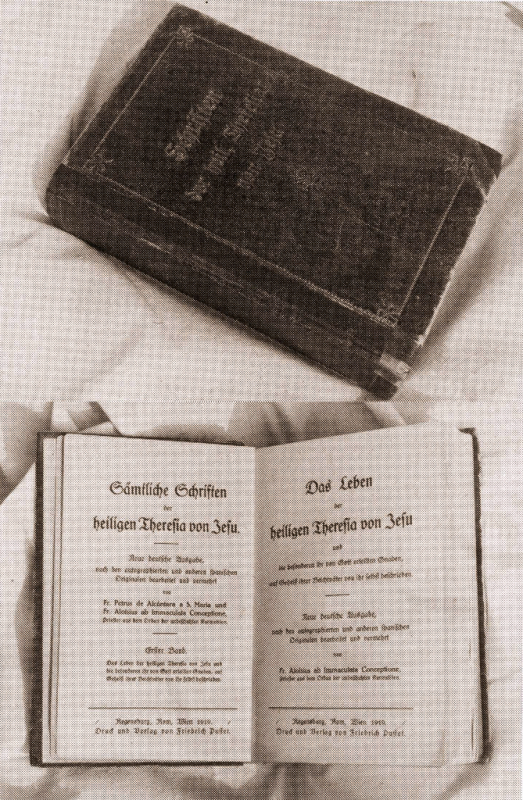 Schriften
der heil. Theresia
von Jesu
Sämtliche Schriften
der
heiligen Theresia von Jesu.
Neue deutsche Ausgabe,
nach den autographierten und anderen spanischen
Originalen bearbeitet und vermehrt
von
Fr. Petrus de Alcántara a S. Maria und
Fr. Aloisius ab Immaculata Conceptione,
Priester aus dem Orden der unbeschuhten Karmeliten.
Erster Band.
Das Leben der heiligen Theresia von Jesu und
die besonderen ihr von Gott erteilten Gnaden, auf
Geheiß ihrer Beichtväter von ihr selbst beschrieben.
Regensburg, Rom, Wien 1919.
Druck und Verlag von Friedrich Pustet.
Das Leben
der
heiligen Theresia von Jesu
und
die besonderen ihr von Gott erteilten Gnaden,
auf Geheiß ihrer Beichtväter von ihr selbst beschrieben.
Neue deutsche Ausgabe,
nach den autographierten und anderen spanischen
Originalen bearbeitet und vermehrt
von
Fr. Aloisius ab Immaculata Conceptione,
Priester aus dem Orden der unbeschuhten Karmeliten.
Regensburg, Rom, Wien 1919.
Druck und Verlag von Friedrich Pustet.